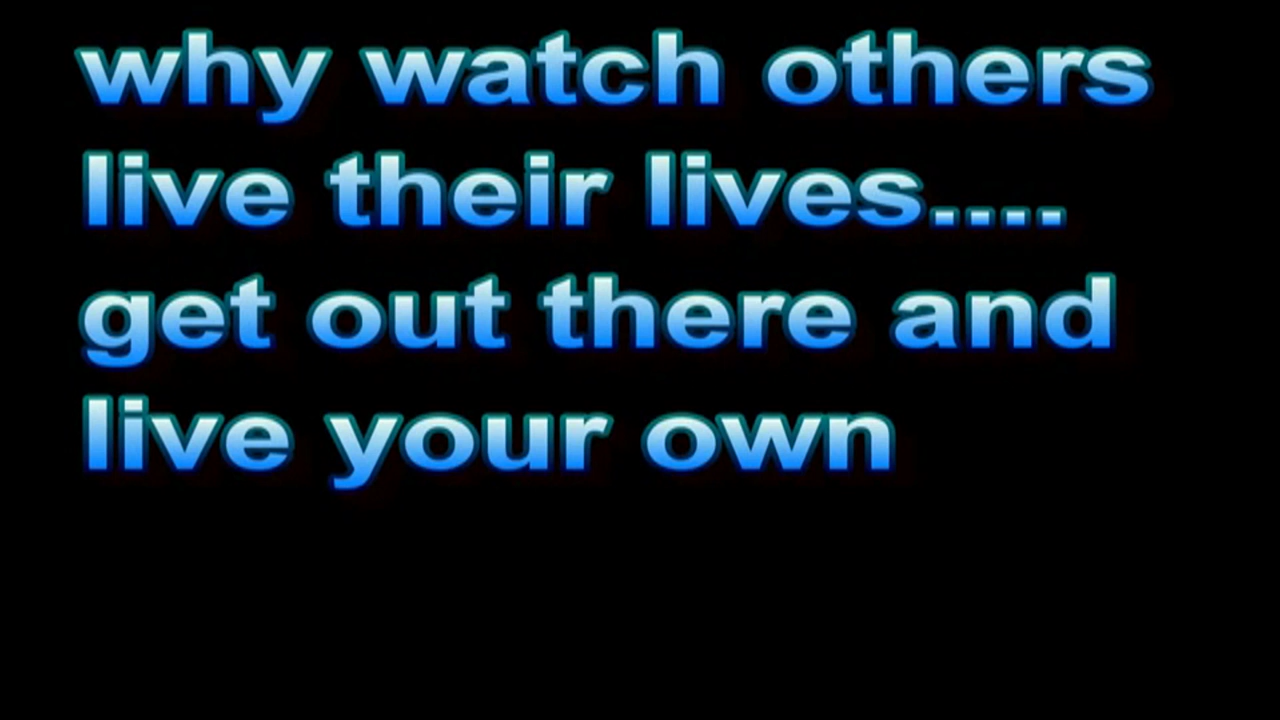 why watch others
live their lives....
get out there and
live your own